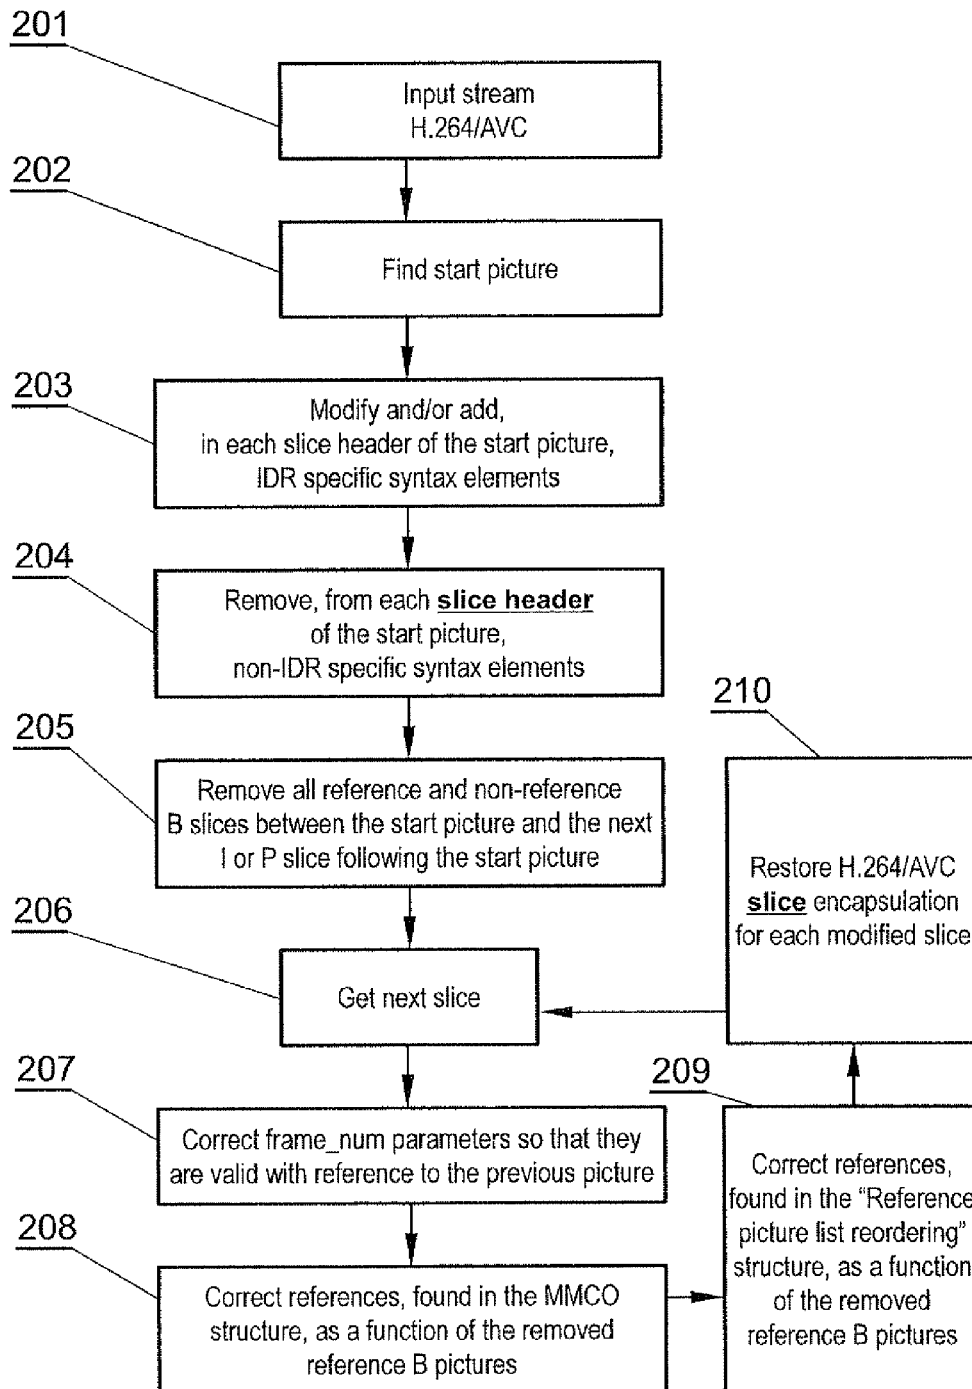 201
Input stream
H.264/AVC
202
Find start picture
203
Modify and/or add,
in each slice header of the start picture,
IDR specific syntax elements
204
Remove, from each slice header
of the start picture,
non-IDR specific syntax elements
205
Remove all reference and non-reference
B slices between the start picture and the next
I or P slice following the start picture
206
Get next slice
207
Correct frame_num parameters so that they
are valid with reference to the previous picture
208
Correct references, found in the MMCO
structure, as a function of the removed
reference B pictures
209
Correct references,
found in the “Reference
picture list reordering”
structure, as a function
of the removed
reference B pictures
210
Restore H.264/AVC
slice encapsulation
for each modified slice